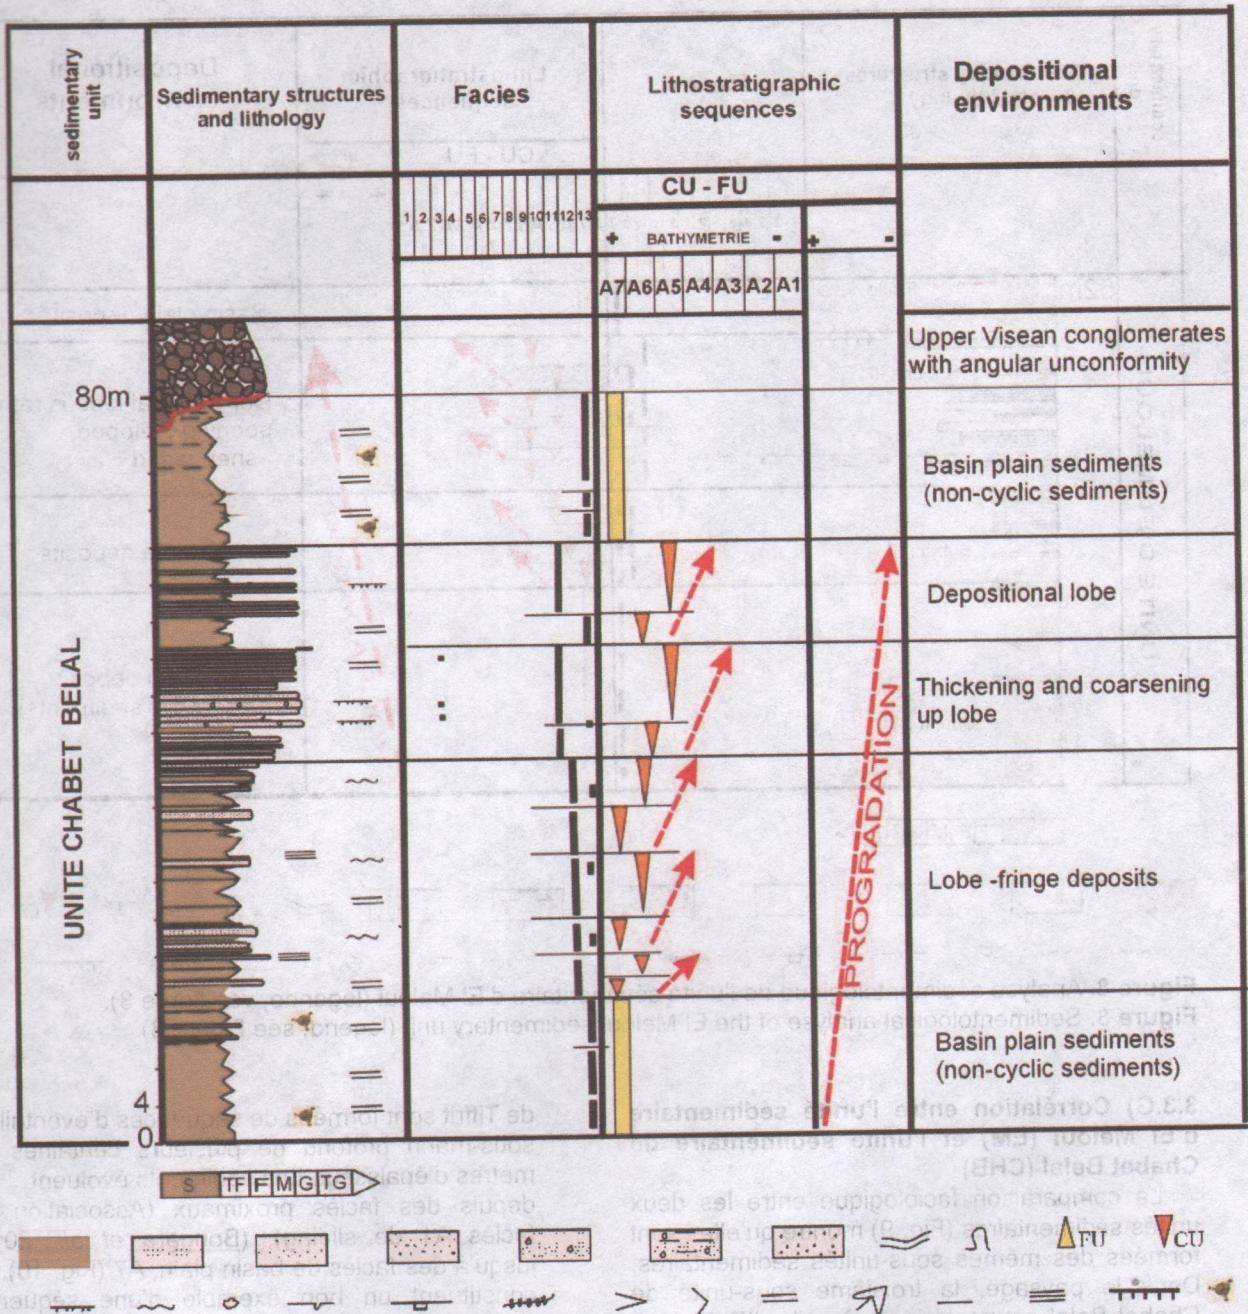 sedimentary
unit
Sedimentary structures
and lithology
Facies
Lithostratigraphic
sequences
Depositional
environments
CU - FU
1 2 3 4 5 6 7 8 9 10 11 12 13
+ BATHYMETRIE -
+ -
A7 A6 A5 A4 A3 A2 A1
Upper Visean conglomerates
with angular unconformity
80m
Basin plain sediments
(non-cyclic sediments)
Depositional lobe
Thickening and coarsening
up lobe
UNITE CHABET BELAL
PROGRADATION
Lobe -fringe deposits
Basin plain sediments
(non-cyclic sediments)
4
0
S TF F M G TG
FU
CU